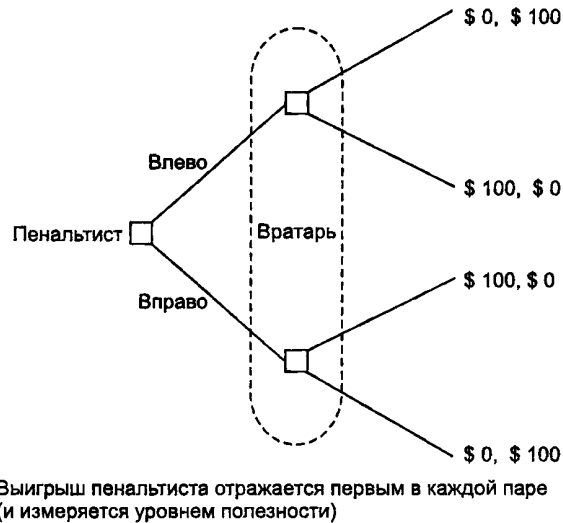 $ 0, $ 100
Влево
$ 100, $ 0
Пенальтист
Вратарь
$ 100, $ 0
Вправо
$ 0, $ 100
Выигрыш пенальтиста отражается первым в каждой паре
(и измеряется уровнем полезности)